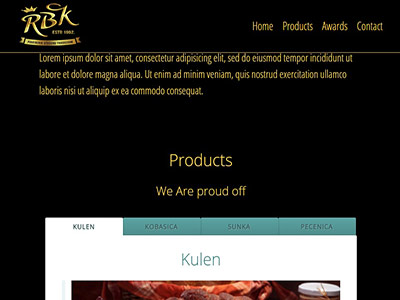 RBK
ESTD 1882.
Home Products Awards Contact
Lorem ipsum dolor sit amet, consectetur adipisicing elit, sed do eiusmod tempor incididunt ut
labore et dolore magna aliqua. Ut enim ad minim veniam, quis nostrud exercitation ullamco
laboris nisi ut aliquip ex ea commodo consequat.
Products
We Are proud off
KULEN KOBASICA SUNKA PECENICA
Kulen